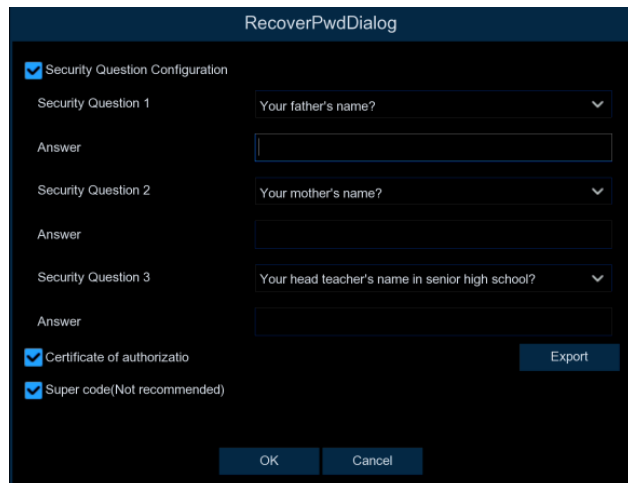 RecoverPwdDialog
Security Question Configuration
Security Question 1 Your father's name?
Answer
Security Question 2 Your mother's name?
Answer
Security Question 3 Your head teacher's name in senior high school?
Answer
Certificate of authorizatio Export
Super code(Not recommended)
OK Cancel